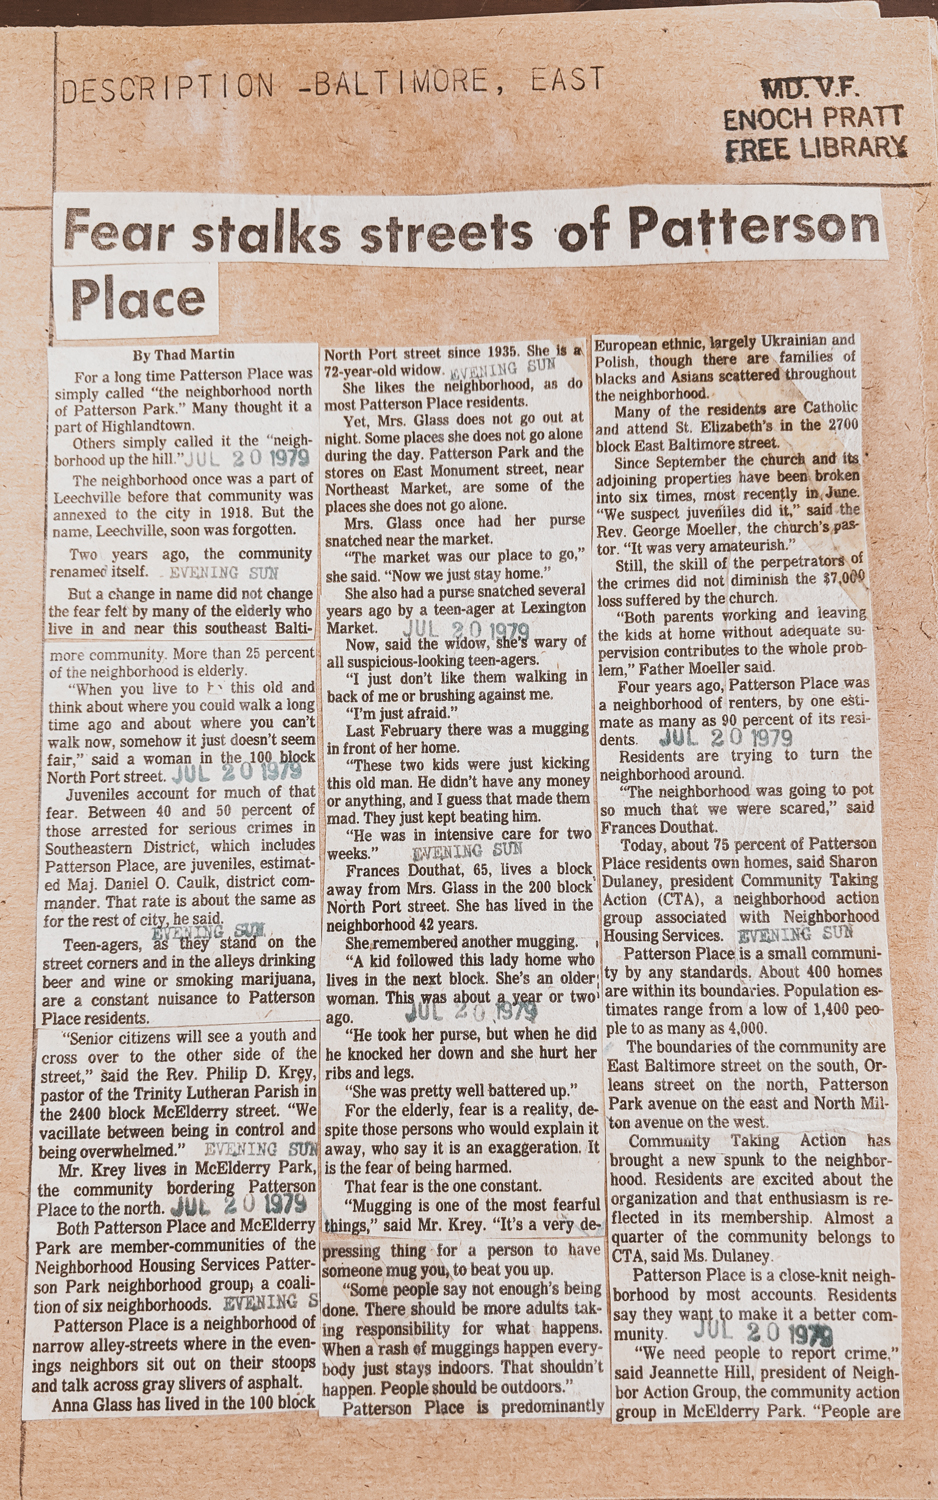 DESCRIPTION -BALTIMORE, EAST
MD. V.F.
ENOCH PRATT
FREE LIBRARY
Fear stalks streets of Patterson
Place
By Thad Martin
For a long time Patterson Place was
simply called "the neighborhood north
of Patterson Park." Many thought it a
part of Highlandtown.
Others simply called it the "neigh-
borhood up the hill." JUL 20 1979
The neighborhood once was a part of
Leechville before that community was
annexed to the city in 1918. But the
name, Leechville, soon was forgotten.
Two years ago, the community
renamed itself. EVENING SUN
But a change in name did not change
the fear felt by many of the elderly who
live in and near this southeast Balti-
more community. More than 25 percent
of the neighborhood is elderly.
"When you live to this old and
think about where you could walk a long
time ago and about where you can't
walk now, somehow it just doesn't seem
fair," said a woman in the 100 block
North Port street. JUL 20 1979
Juveniles account for much of that
fear. Between 40 and 50 percent of
those arrested for serious crimes in
Southeastern District, which includes
Patterson Place, are juveniles, estimat-
ed Maj. Daniel O. Caulk, district com-
mander. That rate is about the same as
for the rest of city, he said.
EVENING SUN
Teen-agers, as they stand on the
street corners and in the alleys drinking
beer and wine or smoking marijuana,
are a constant nuisance to Patterson
Place residents.
"Senior citizens will see a youth and
cross over to the other side of the
street," said the Rev. Philip D. Krey,
pastor of the Trinity Lutheran Parish in
the 2400 block McElderry street. "We
vacillate between being in control and
being overwhelmed." EVENING SUN
Mr. Krey lives in McElderry Park,
the community bordering Patterson
Place to the north. JUL 20 1979
Both Patterson Place and McElderry
Park are member-communities of the
Neighborhood Housing Services Patter-
son Park neighborhood group, a coali-
tion of six neighborhoods. EVENING S
Patterson Place is a neighborhood of
narrow alley-streets where in the even-
ings neighbors sit out on their stoops
and talk across gray slivers of asphalt.
Anna Glass has lived in the 100 block
North Port street since 1935. She is a
72-year-old widow. EVENING SUN
She likes the neighborhood, as do
most Patterson Place residents.
Yet, Mrs. Glass does not go out at
night. Some places she does not go alone
during the day. Patterson Park and the
stores on East Monument street, near
Northeast Market, are some of the
places she does not go alone.
Mrs. Glass once had her purse
snatched near the market.
"The market was our place to go,"
she said. "Now we just stay home."
She also had a purse snatched several
years ago by a teen-ager at Lexington
Market. JUL 20 1979
Now, said the widow, she's wary of
all suspicious-looking teen-agers.
"I just don't like them walking in
back of me or brushing against me.
"I'm just afraid."
Last February there was a mugging
in front of her home.
"These two kids were just kicking
this old man. He didn't have any money
or anything, and I guess that made them
mad. They just kept beating him.
"He was in intensive care for two
weeks." EVENING SUN
Frances Douthat, 65, lives a block
away from Mrs. Glass in the 200 block
North Port street. She has lived in the
neighborhood 42 years.
She remembered another mugging.
"A kid followed this lady home who
lives in the next block. She's an older
woman. This was about a year or two
ago. JUL 20 1979
"He took her purse, but when he did
he knocked her down and she hurt her
ribs and legs.
"She was pretty well battered up."
For the elderly, fear is a reality, de-
spite those persons who would explain it
away, who say it is an exaggeration. It
is the fear of being harmed.
That fear is the one constant.
"Mugging is one of the most fearful
things," said Mr. Krey. "It's a very de-
pressing thing for a person to have
someone mug you, to beat you up.
"Some people say not enough's being
done. There should be more adults tak-
ing responsibility for what happens.
When a rash of muggings happen every-
body just stays indoors. That shouldn't
happen. People should be outdoors."
Patterson Place is predominantly
European ethnic, largely Ukrainian and
Polish, though there are families of
blacks and Asians scattered throughout
the neighborhood.
Many of the residents are Catholic
and attend St. Elizabeth's in the 2700
block East Baltimore street.
Since September the church and its
adjoining properties have been broken
into six times, most recently in June.
"We suspect juveniles did it," said the
Rev. George Moeller, the church's pas-
tor. "It was very amateurish."
Still, the skill of the perpetrators of
the crimes did not diminish the $7,000
loss suffered by the church.
"Both parents working and leaving
the kids at home without adequate su-
pervision contributes to the whole prob-
lem," Father Moeller said.
Four years ago, Patterson Place was
a neighborhood of renters, by one esti-
mate as many as 90 percent of its resi-
dents. JUL 20 1979
Residents are trying to turn the
neighborhood around.
"The neighborhood was going to pot
so much that we were scared," said
Frances Douthat.
Today, about 75 percent of Patterson
Place residents own homes, said Sharon
Dulaney, president Community Taking
Action (CTA), a neighborhood action
group associated with Neighborhood
Housing Services. EVENING SUN
Patterson Place is a small communi-
ty by any standards. About 400 homes
are within its boundaries. Population es-
timates range from a low of 1,400 peo-
ple to as many as 4,000.
The boundaries of the community are
East Baltimore street on the south, Or-
leans street on the north, Patterson
Park avenue on the east and North Mil-
ton avenue on the west.
Community Taking Action has
brought a new spunk to the neighbor-
hood. Residents are excited about the
organization and that enthusiasm is re-
flected in its membership. Almost a
quarter of the community belongs to
CTA, said Ms. Dulaney.
Patterson Place is a close-knit neigh-
borhood by most accounts. Residents
say they want to make it a better com-
munity. JUL 20 1979
"We need people to report crime,"
said Jeannette Hill, president of Neigh-
bor Action Group, the community action
group in McElderry Park. "People are